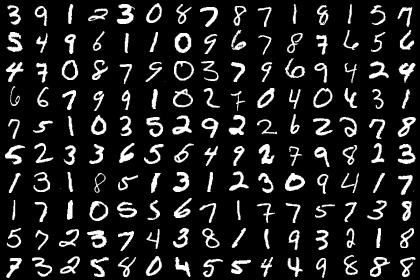 3 9 1 2 3 0 8 7 8 7 1 8 1 5 7
5 4 9 6 1 1 0 9 6 7 8 7 6 5 6
4 7 0 8 7 9 0 3 7 9 6 9 4 2 4
6 6 7 9 9 1 0 2 7 0 4 0 6 3 1
7 5 1 0 3 5 2 9 2 2 6 2 2 7 8
5 2 3 3 6 5 6 4 9 2 7 9 8 2 3
1 3 1 8 5 1 3 1 2 3 0 9 4 1 7
1 7 1 0 5 5 6 7 1 7 7 5 7 3 8
5 7 2 3 7 4 3 8 1 1 9 3 2 1 8
7 3 2 5 8 0 4 5 5 4 4 9 8 8 8